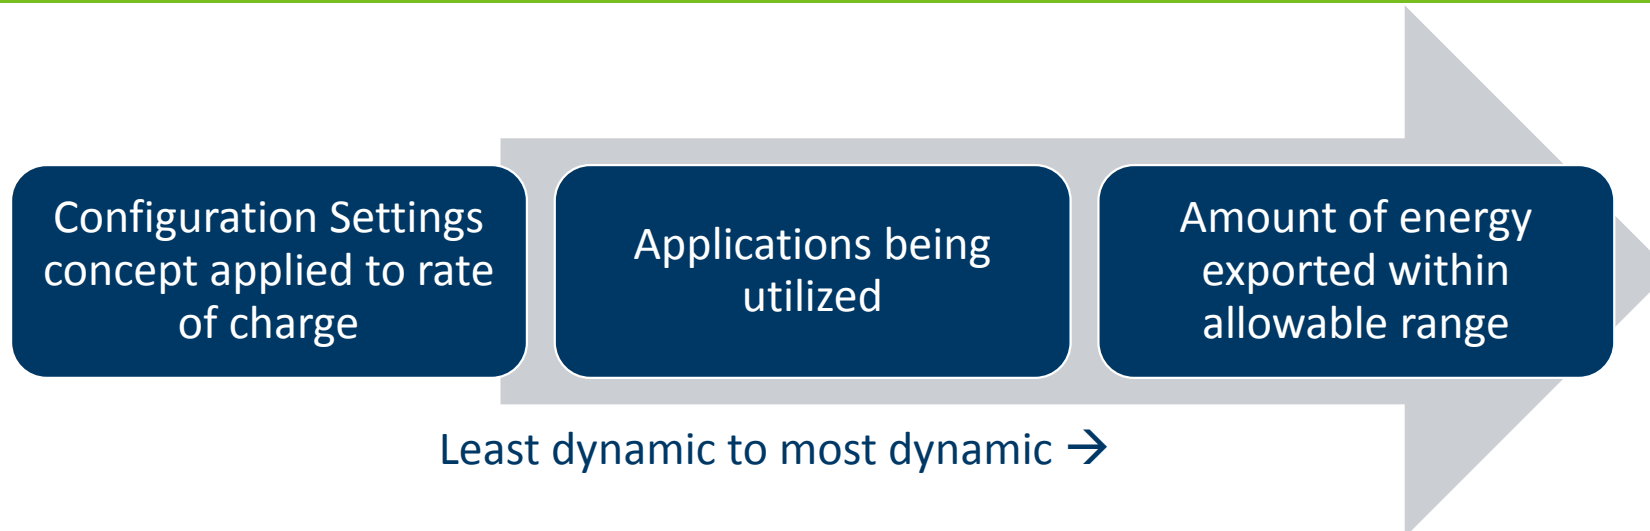 Configuration Settings
concept applied to rate
of charge
Applications being
utilized
Amount of energy
exported within
allowable range
Least dynamic to most dynamic →